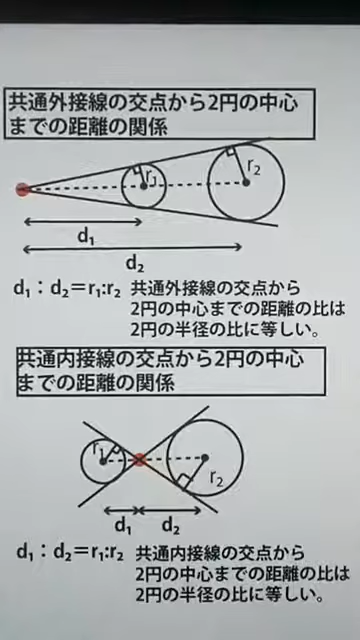 共通外接線の交点から2円の中心
までの距離の関係
r₁
r₂
d₁
d₂
d₁：d₂＝r₁:r₂ 共通外接線の交点から
2円の中心までの距離の比は
2円の半径の比に等しい。
共通内接線の交点から2円の中心
までの距離の関係
r₁
r₂
d₁
d₂
d₁：d₂＝r₁:r₂ 共通内接線の交点から
2円の中心までの距離の比は
2円の半径の比に等しい。